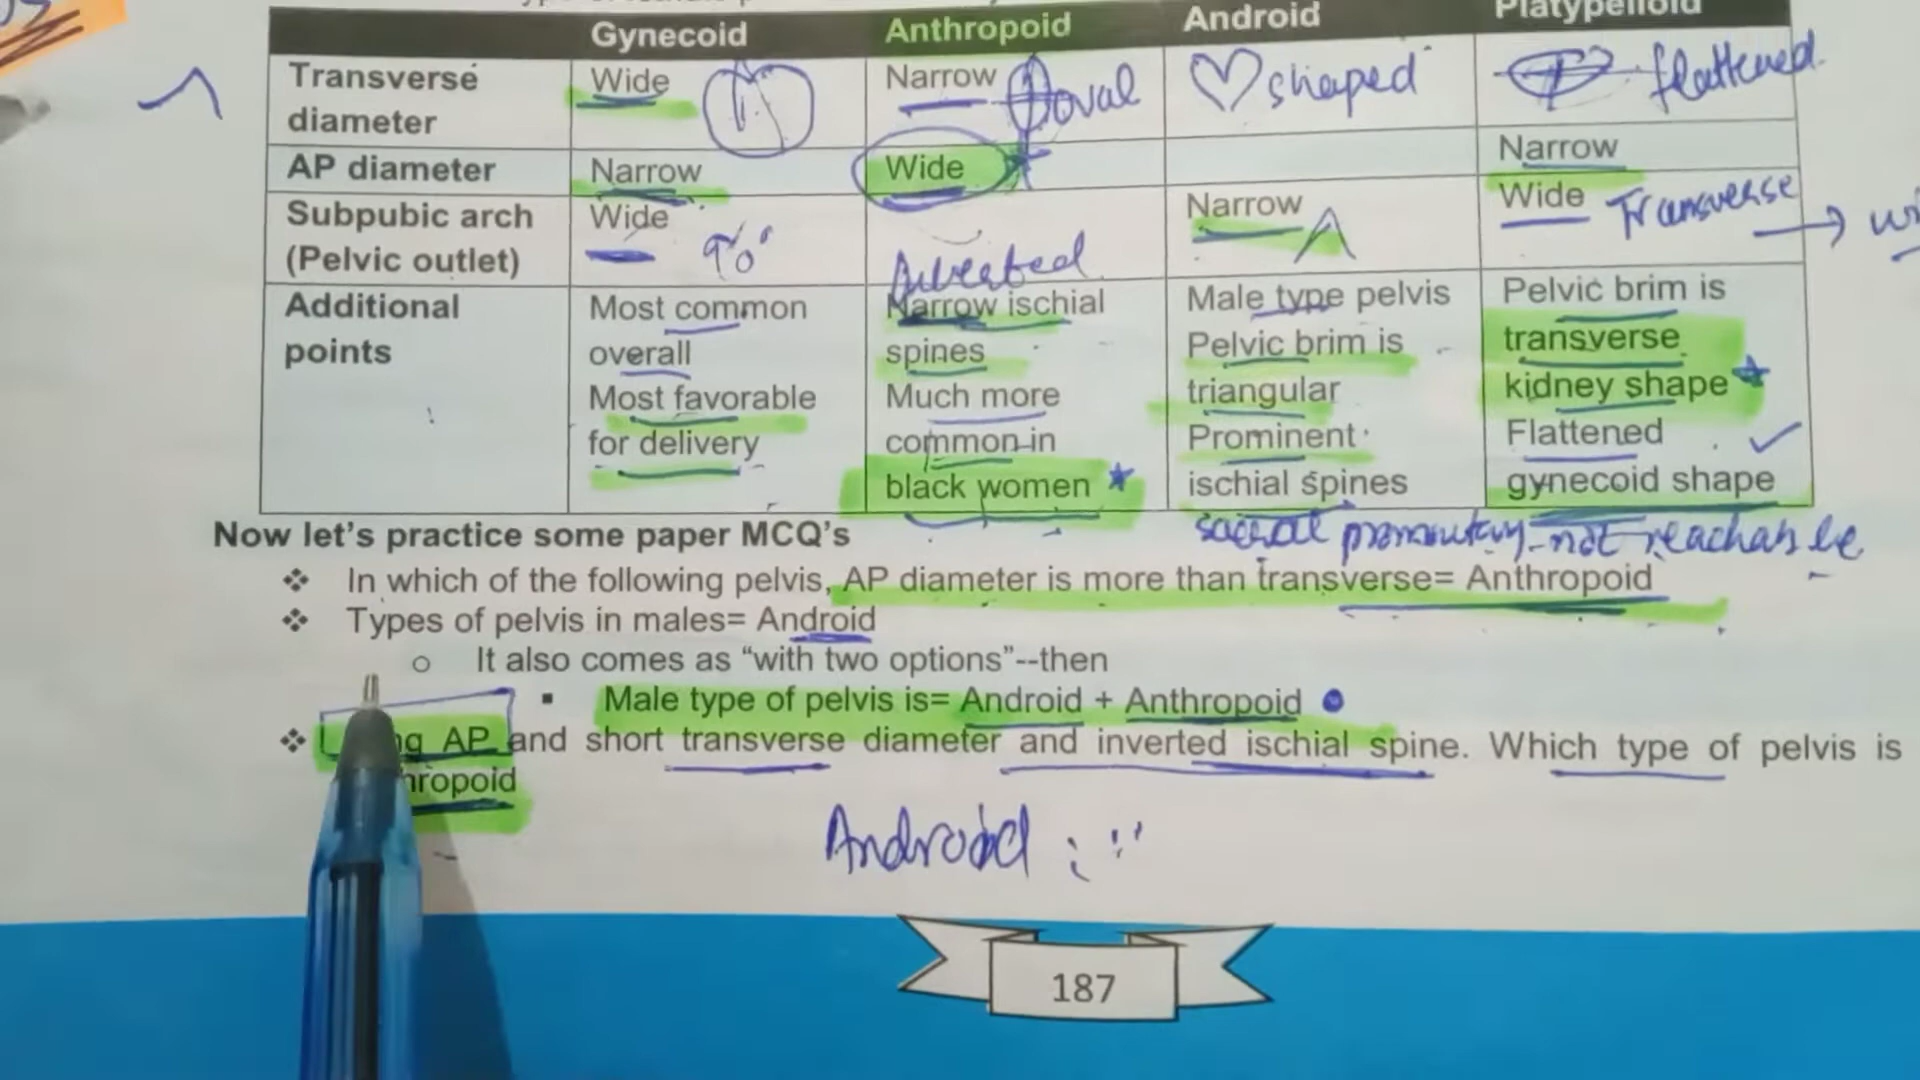 Gynecoid Anthropoid Android Platypelloid
Transverse diameter Wide Narrow oval shaped flattened
AP diameter Narrow Wide Narrow
Subpubic arch (Pelvic outlet) Wide 90° Narrow Wide Transverse →
Additional points
Most common
overall
Most favorable
for delivery
Narrow ischial
spines
Much more
common in
black women
Male type pelvis
Pelvic brim is
triangular
Prominent
ischial spines
Pelvic brim is
transverse
kidney shape
Flattened
gynecoid shape
sacral promontory not reachable
Now let's practice some paper MCQ's
❖ In which of the following pelvis, AP diameter is more than transverse= Anthropoid
❖ Types of pelvis in males= Android
o It also comes as "with two options"--then
▪ Male type of pelvis is= Android + Anthropoid
❖ AP and short transverse diameter and inverted ischial spine. Which type of pelvis is
Android :
187